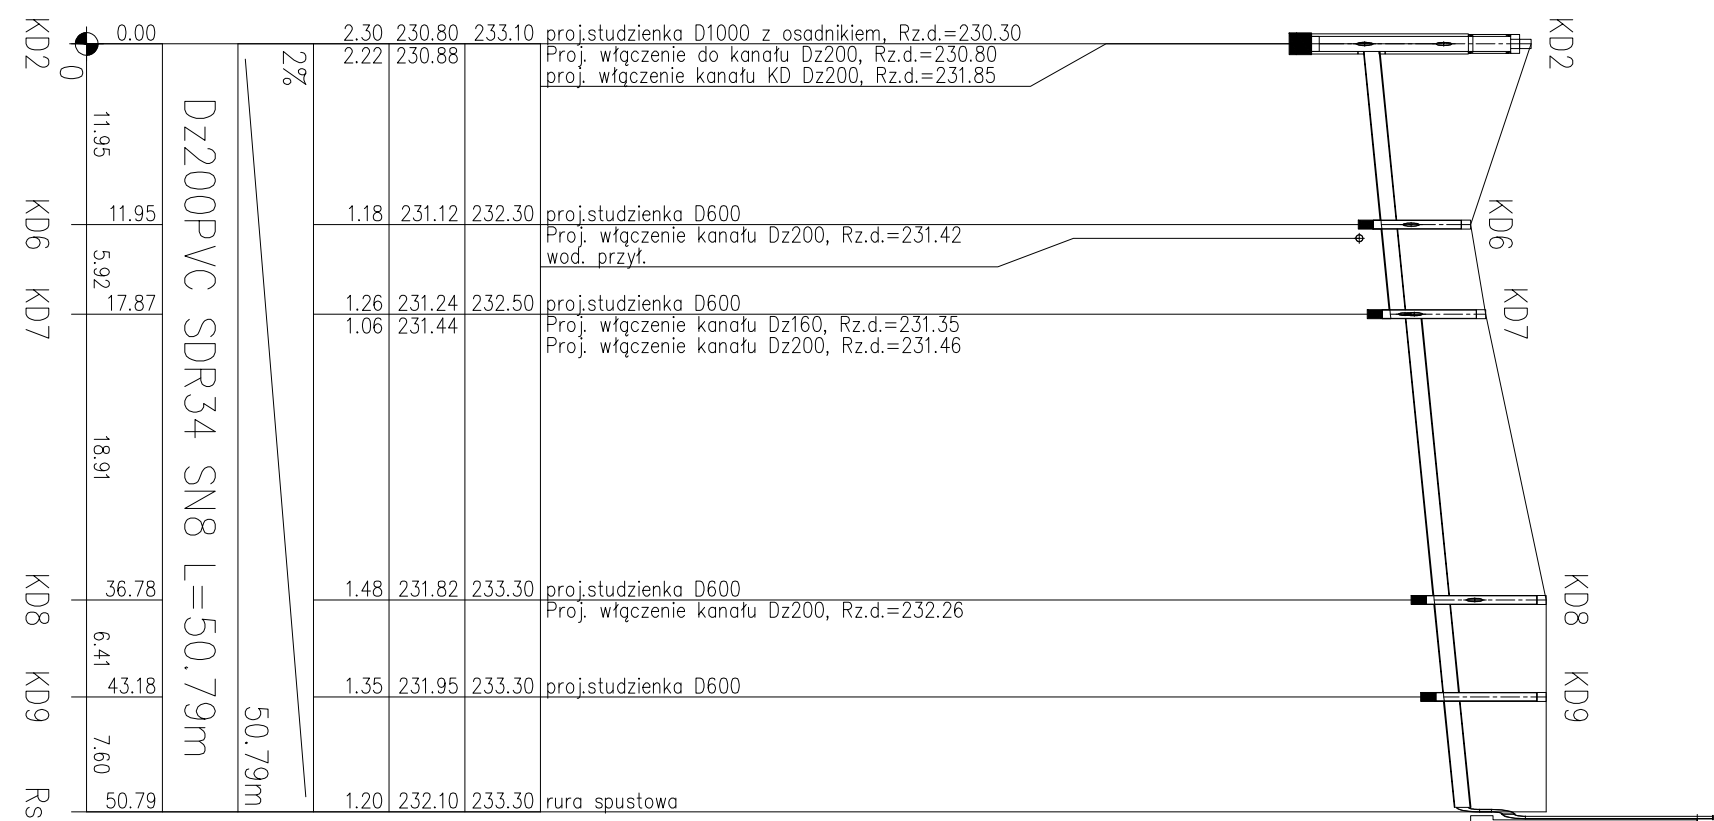 KD2 0 0.00 2% 2.30 230.80 233.10 proj.studzienka D1000 z osadnikiem, Rz.d.=230.30 KD2
2.22 230.88 Proj. włączenie do kanału Dz200, Rz.d.=230.80
proj. włączenie kanału KD Dz200, Rz.d.=231.85
11.95
Dz200PVC SDR34 SN8 L=50.79m
KD6 11.95 1.18 231.12 232.30 proj.studzienka D600 KD6
Proj. włączenie kanału Dz200, Rz.d.=231.42
wod. przył.
5.92
KD7 17.87 1.26 231.24 232.50 proj.studzienka D600 KD7
1.06 231.44 Proj. włączenie kanału Dz160, Rz.d.=231.35
Proj. włączenie kanału Dz200, Rz.d.=231.46
18.91
KD8 36.78 1.48 231.82 233.30 proj.studzienka D600 KD8
Proj. włączenie kanału Dz200, Rz.d.=232.26
6.41
KD9 43.18 1.35 231.95 233.30 proj.studzienka D600 KD9
7.60
50.79m
Rs 50.79 1.20 232.10 233.30 rura spustowa